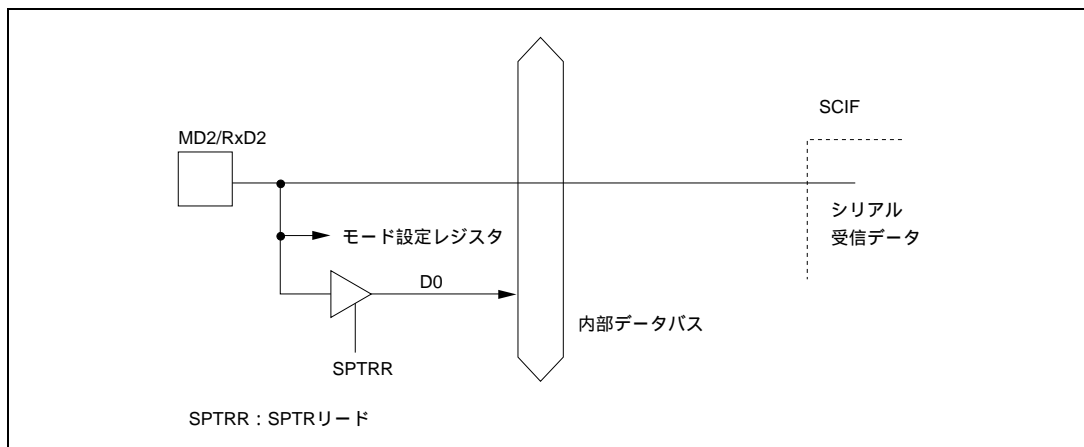 SCIF
MD2/RxD2
シリアル
受信データ
モード設定レジスタ
D0
内部データバス
SPTRR
SPTRR：SPTRリード